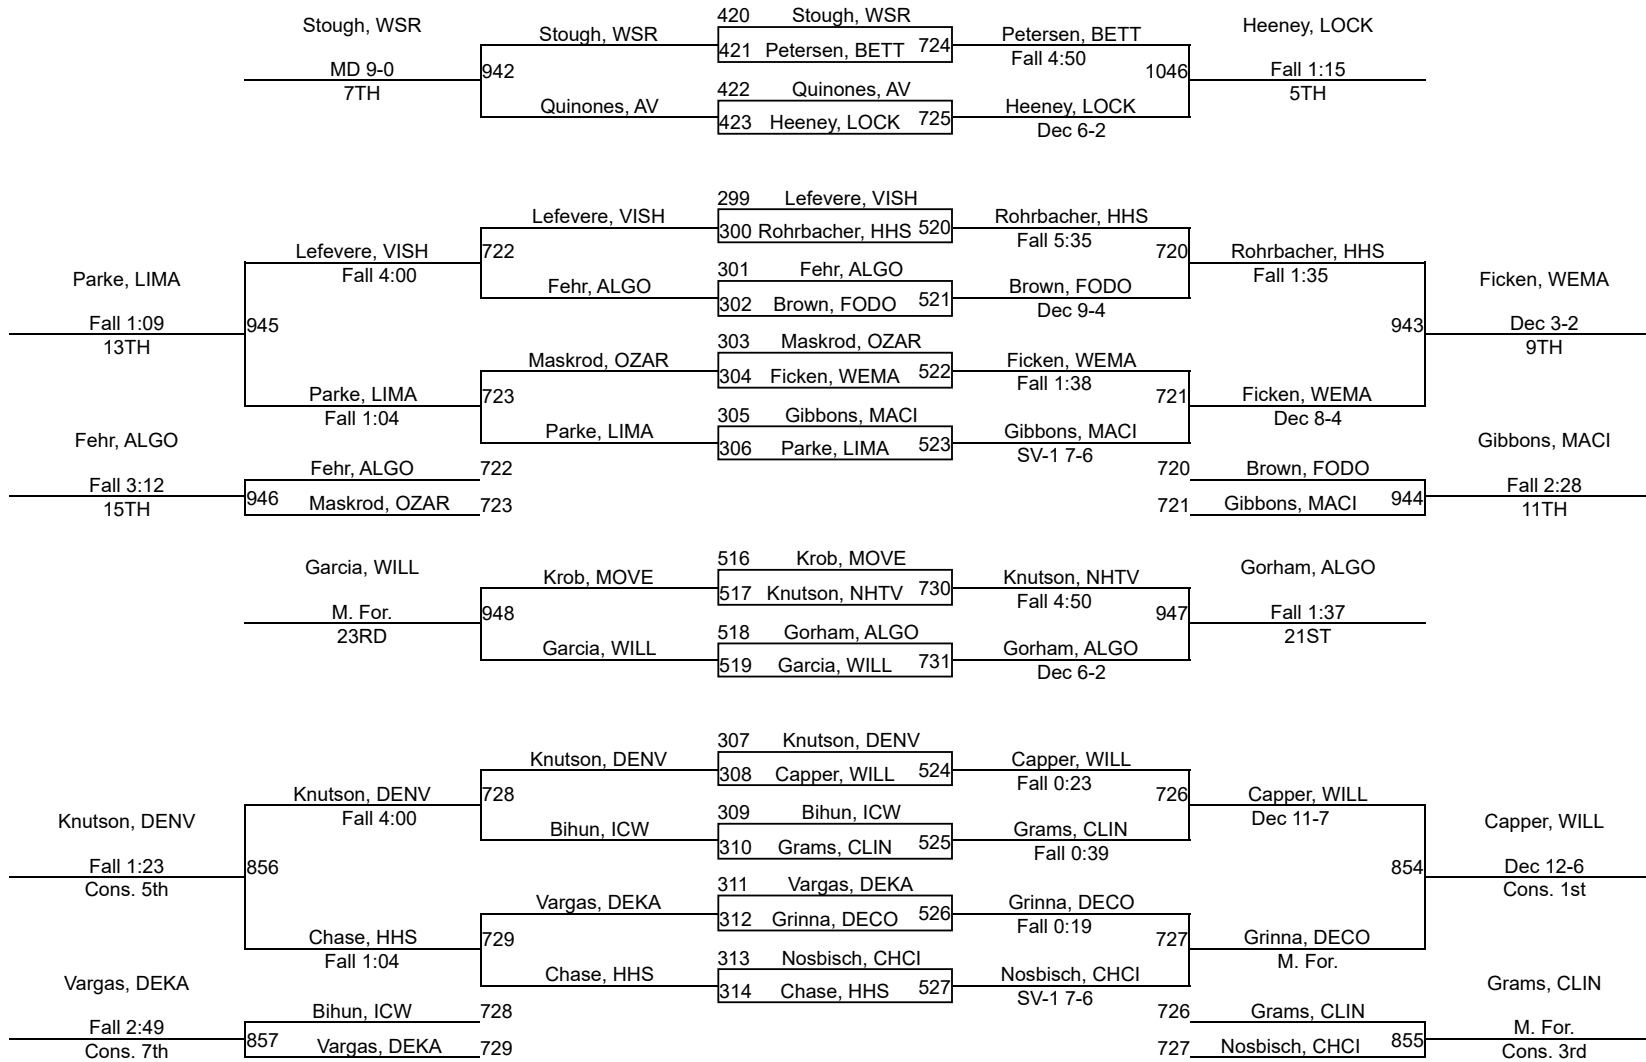 420 Stough, WSR
Stough, WSR Heeney, LOCK
Stough, WSR 421 Petersen, BETT 724 Petersen, BETT
Fall 4:50
MD 9-0 942 1046 Fall 1:15
7TH 422 Quinones, AV 5TH
Quinones, AV 423 Heeney, LOCK 725 Heeney, LOCK
Dec 6-2
299 Lefevere, VISH
Lefevere, VISH 300 Rohrbacher, HHS 520 Rohrbacher, HHS
Fall 5:35
Lefevere, VISH 722 720 Rohrbacher, HHS
Fall 4:00 301 Fehr, ALGO Fall 1:35
Parke, LIMA Ficken, WEMA
Fehr, ALGO 302 Brown, FODO 521 Brown, FODO
Dec 9-4
Fall 1:09 945 943 Dec 3-2
13TH 303 Maskrod, OZAR 9TH
Maskrod, OZAR 304 Ficken, WEMA 522 Ficken, WEMA
Fall 1:38
Parke, LIMA 723 721 Ficken, WEMA
Fall 1:04 305 Gibbons, MACI Dec 8-4
Fehr, ALGO Gibbons, MACI
Parke, LIMA 306 Parke, LIMA 523 Gibbons, MACI
SV-1 7-6
Fehr, ALGO 722 720 Brown, FODO
Fall 3:12 Fall 2:28
946 Maskrod, OZAR 723 721 Gibbons, MACI 944
15TH 11TH
516 Krob, MOVE
Garcia, WILL Gorham, ALGO
Krob, MOVE 517 Knutson, NHTV 730 Knutson, NHTV
Fall 4:50
M. For. 948 947 Fall 1:37
23RD 518 Gorham, ALGO 21ST
Garcia, WILL 519 Garcia, WILL 731 Gorham, ALGO
Dec 6-2
307 Knutson, DENV
Knutson, DENV 308 Capper, WILL 524 Capper, WILL
Fall 0:23
Knutson, DENV 728 726 Capper, WILL
Fall 4:00 309 Bihun, ICW Dec 11-7
Knutson, DENV Capper, WILL
Bihun, ICW 310 Grams, CLIN 525 Grams, CLIN
Fall 0:39
Fall 1:23 856 854 Dec 12-6
Cons. 5th 311 Vargas, DEKA Cons. 1st
Vargas, DEKA 312 Grinna, DECO 526 Grinna, DECO
Fall 0:19
Chase, HHS 729 727 Grinna, DECO
Fall 1:04 313 Nosbisch, CHCI M. For.
Vargas, DEKA Grams, CLIN
Chase, HHS 314 Chase, HHS 527 Nosbisch, CHCI
SV-1 7-6
Bihun, ICW 728 726 Grams, CLIN
Fall 2:49 M. For.
857 Vargas, DEKA 729 727 Nosbisch, CHCI 855
Cons. 7th Cons. 3rd